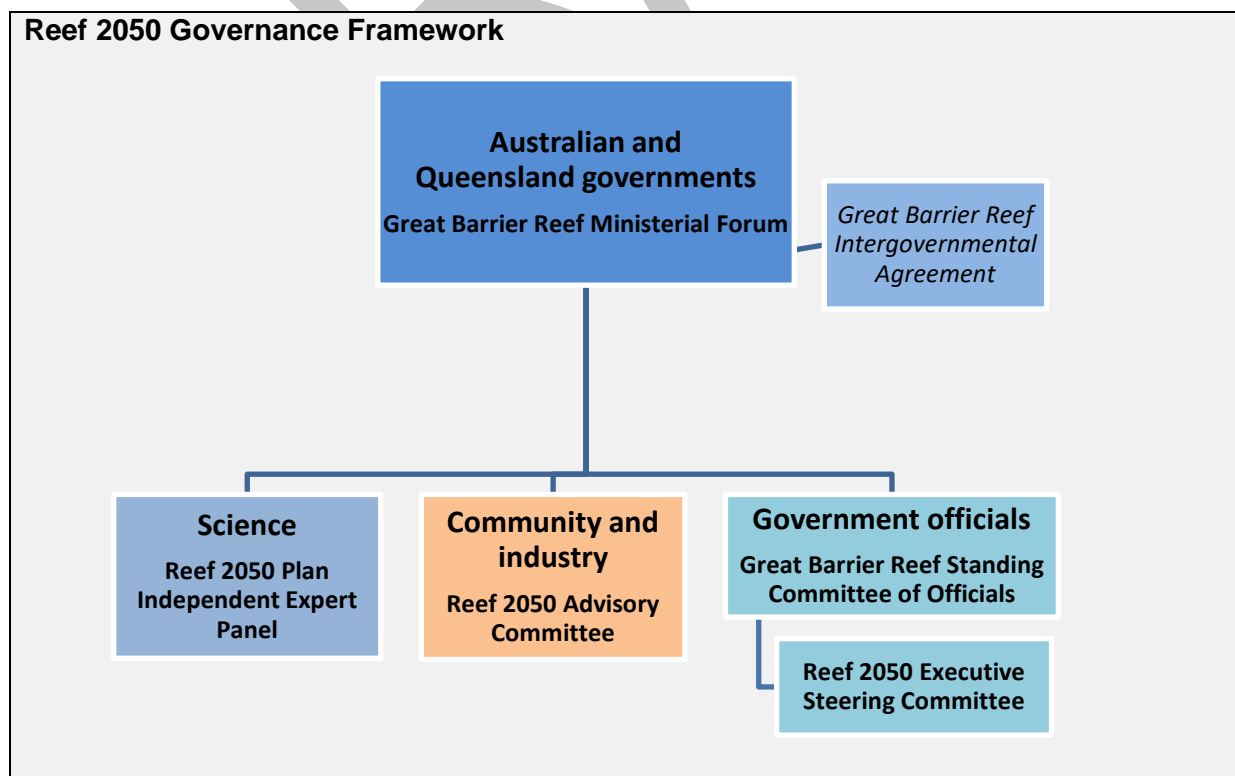 Reef 2050 Governance Framework
Australian and
Queensland governments
Great Barrier Reef Ministerial Forum
Great Barrier Reef
Intergovernmental
Agreement
Science
Reef 2050 Plan
Independent Expert
Panel
Community and
industry
Reef 2050 Advisory
Committee
Government officials
Great Barrier Reef Standing
Committee of Officials
Reef 2050 Executive
Steering Committee